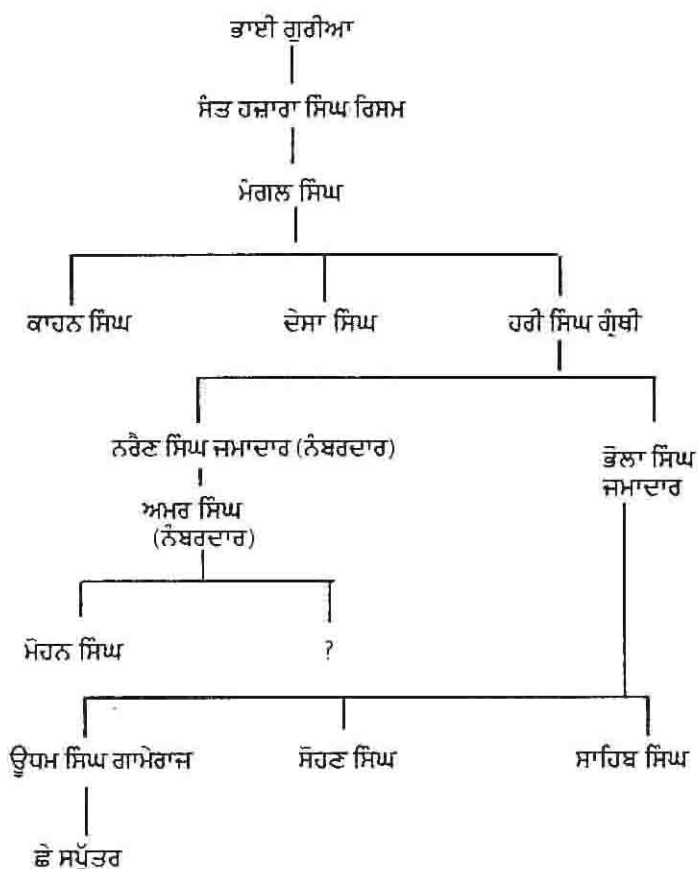 ਭਾਈ ਗੁਰੀਆ
ਸੰਤ ਹਜ਼ਾਰਾ ਸਿੰਘ ਰਿਸਮ
ਮੰਗਲ ਸਿੰਘ
ਕਾਹਨ ਸਿੰਘ ਦੇਸਾ ਸਿੰਘ ਹਰੀ ਸਿੰਘ ਗ੍ਰੰਥੀ
ਨਰੈਣ ਸਿੰਘ ਜਮਾਦਾਰ (ਨੰਬਰਦਾਰ) ਭੋਲਾ ਸਿੰਘ
ਜਮਾਦਾਰ
ਅਮਰ ਸਿੰਘ
(ਨੰਬਰਦਾਰ)
ਮੋਹਨ ਸਿੰਘ ?
ਊਧਮ ਸਿੰਘ ਗਾਮੇਰਾਜ ਸੋਹਣ ਸਿੰਘ ਸਾਹਿਬ ਸਿੰਘ
ਛੇ ਸਪੁੱਤਰ